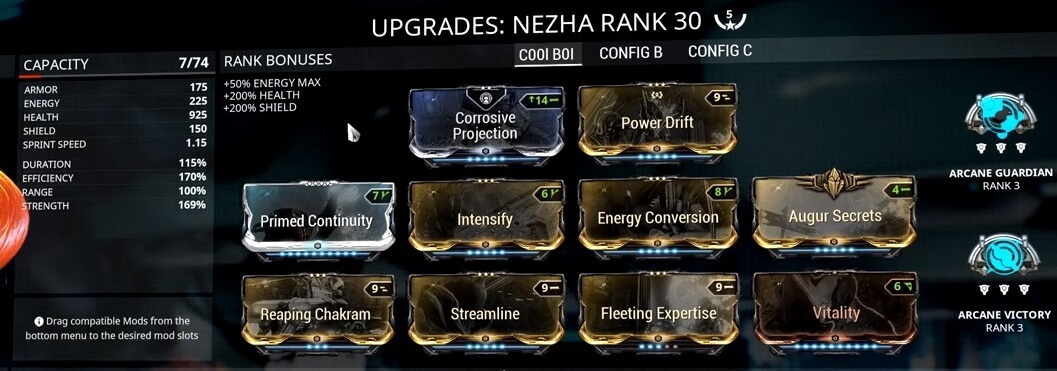 UPGRADES: NEZHA RANK 30 5
COOl BOI CONFIG B CONFIG C
CAPACITY 7/74
ARMOR 175
ENERGY 225
HEALTH 925
SHIELD 150
SPRINT SPEED 1.15
DURATION 115%
EFFICIENCY 170%
RANGE 100%
STRENGTH 169%
Drag compatible Mods from the
bottom menu to the desired mod slots
RANK BONUSES
+50% ENERGY MAX
+200% HEALTH
+200% SHIELD
14
Corrosive
Projection
9
Power Drift
7
Primed Continuity
6
Intensify
8
Energy Conversion
4
Augur Secrets
9
Reaping Chakram
9
Streamline
9
Fleeting Expertise
6
Vitality
ARCANE GUARDIAN
RANK 3
ARCANE VICTORY
RANK 3